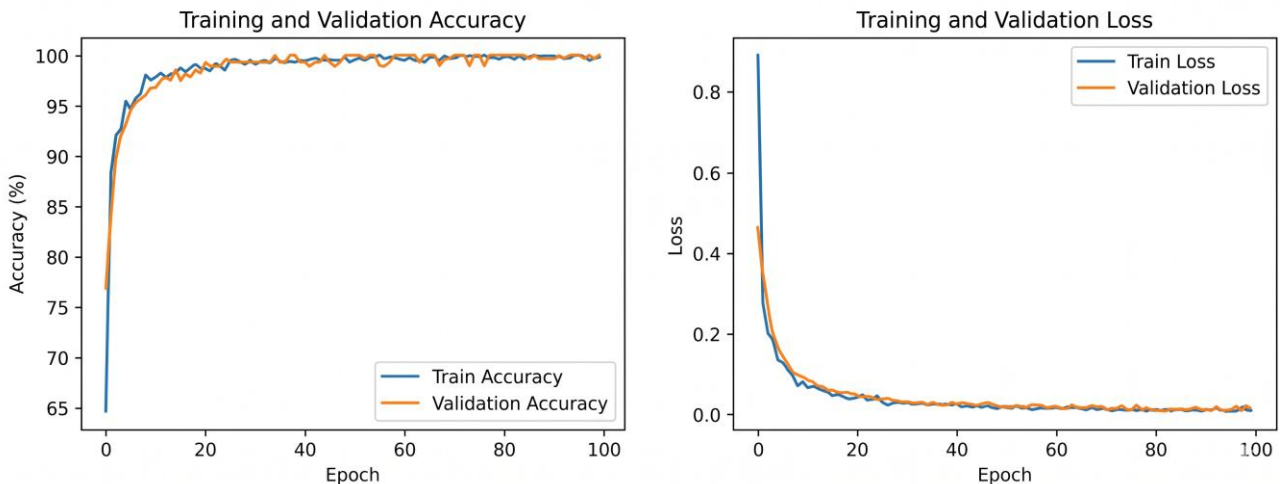 Training and Validation Accuracy
Accuracy (%)
100
95
90
85
80
75
70
65
0
20
40
60
80
100
Epoch
Train Accuracy
Validation Accuracy
Training and Validation Loss
Loss
0.8
0.6
0.4
0.2
0.0
0
20
40
60
80
100
Epoch
Train Loss
Validation Loss